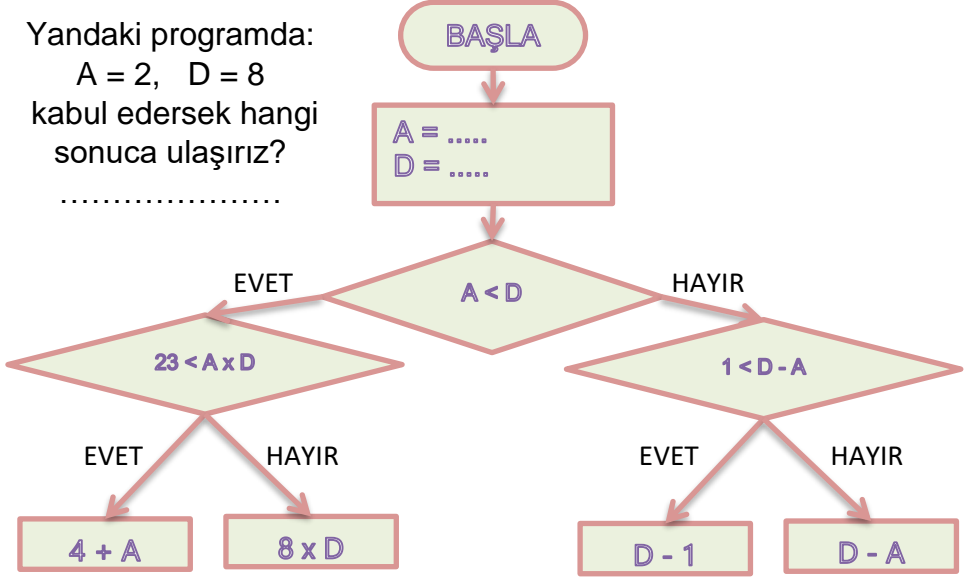 Yandaki programda:
A = 2, D = 8
kabul edersek hangi
sonuca ulaşırız?
…………………
BAŞLA
A = .....
D = .....
A < D
EVET
HAYIR
23 < A x D
1 < D - A
EVET
HAYIR
EVET
HAYIR
4 + A
8 x D
D - 1
D - A